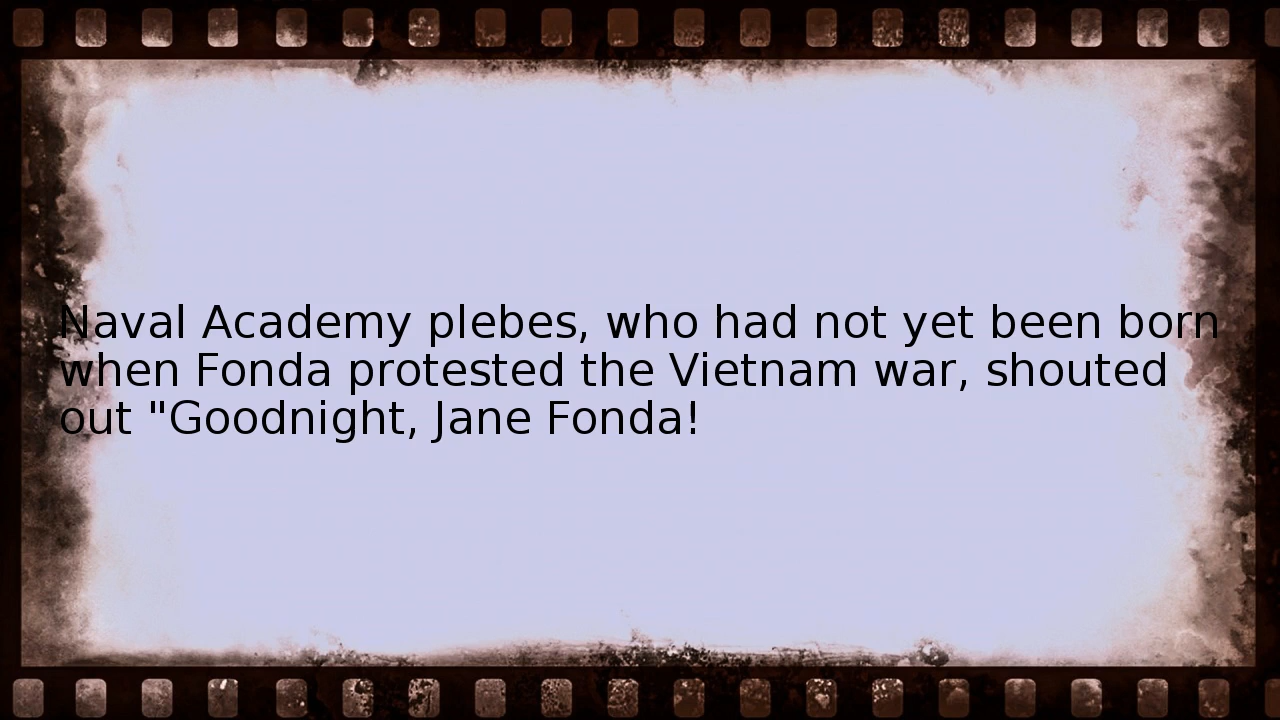 Naval Academy plebes, who had not yet been born
when Fonda protested the Vietnam war, shouted
out "Goodnight, Jane Fonda!